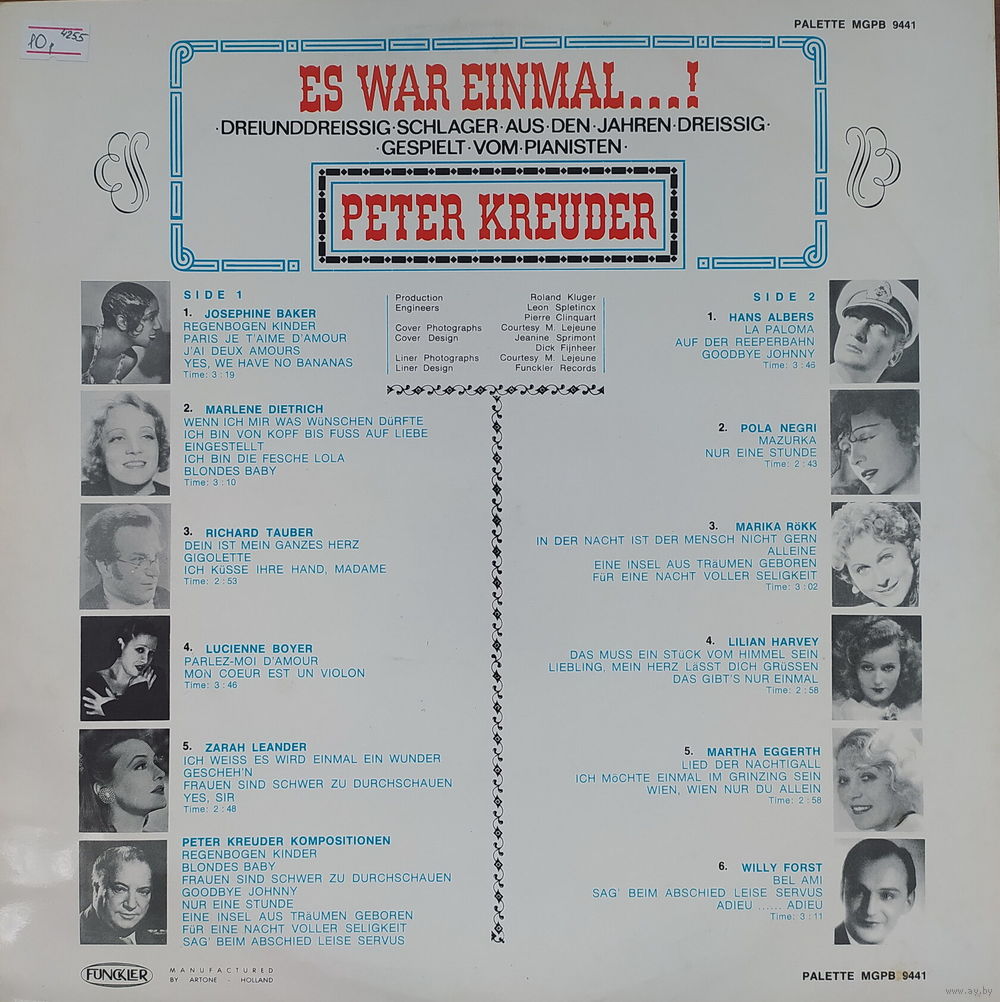 PALETTE MGPB 9441
10, 4255
ES WAR EINMAL...!
·DREIUNDDREISSIG·SCHLAGER·AUS·DEN·JAHREN·DREISSIG·
·GESPIELT·VOM·PIANISTEN·
PETER KREUDER
SIDE 1
1. JOSEPHINE BAKER
REGENBOGEN KINDER
PARIS JE T'AIME D'AMOUR
J'AI DEUX AMOURS
YES, WE HAVE NO BANANAS
Time: 3:19
2. MARLENE DIETRICH
WENN ICH MIR WAS WüNSCHEN DüRFTE
ICH BIN VON KOPF BIS FUSS AUF LIEBE
EINGESTELLT
ICH BIN DIE FESCHE LOLA
BLONDES BABY
Time: 3:10
3. RICHARD TAUBER
DEIN IST MEIN GANZES HERZ
GIGOLETTE
ICH KüSSE IHRE HAND, MADAME
Time: 2:53
4. LUCIENNE BOYER
PARLEZ-MOI D'AMOUR
MON COEUR EST UN VIOLON
Time: 3:46
5. ZARAH LEANDER
ICH WEISS ES WIRD EINMAL EIN WUNDER
GESCHEH'N
FRAUEN SIND SCHWER ZU DURCHSCHAUEN
YES, SIR
Time: 2:48
PETER KREUDER KOMPOSITIONEN
REGENBOGEN KINDER
BLONDES BABY
FRAUEN SIND SCHWER ZU DURCHSCHAUEN
GOODBYE JOHNNY
NUR EINE STUNDE
EINE INSEL AUS TRäUMEN GEBOREN
FüR EINE NACHT VOLLER SELIGKEIT
SAG' BEIM ABSCHIED LEISE SERVUS
Production Roland Kluger
Engineers Leon Spletincx
Pierre Clinquart
Cover Photographs Courtesy M. Lejeune
Cover Design Jeanine Sprimont
Dick Fijnheer
Liner Photographs Courtesy M. Lejeune
Liner Design Funckler Records
SIDE 2
1. HANS ALBERS
LA PALOMA
AUF DER REEPERBAHN
GOODBYE JOHNNY
Time: 3:46
2. POLA NEGRI
MAZURKA
NUR EINE STUNDE
Time: 2:43
3. MARIKA RöKK
IN DER NACHT IST DER MENSCH NICHT GERN
ALLEINE
EINE INSEL AUS TRäUMEN GEBOREN
FüR EINE NACHT VOLLER SELIGKEIT
Time: 3:02
4. LILIAN HARVEY
DAS MUSS EIN STüCK VOM HIMMEL SEIN
LIEBLING, MEIN HERZ LäSST DICH GRüSSEN
DAS GIBT'S NUR EINMAL
Time: 2:58
5. MARTHA EGGERTH
LIED DER NACHTIGALL
ICH MöCHTE EINMAL IM GRINZING SEIN
WIEN, WIEN NUR DU ALLEIN
Time: 2:58
6. WILLY FORST
BEL AMI
SAG' BEIM ABSCHIED LEISE SERVUS
ADIEU ...... ADIEU
Time: 3:11
FUNCKLER
MANUFACTURED
BY ARTONE - HOLLAND
PALETTE MGPB 9441
www.ay.by